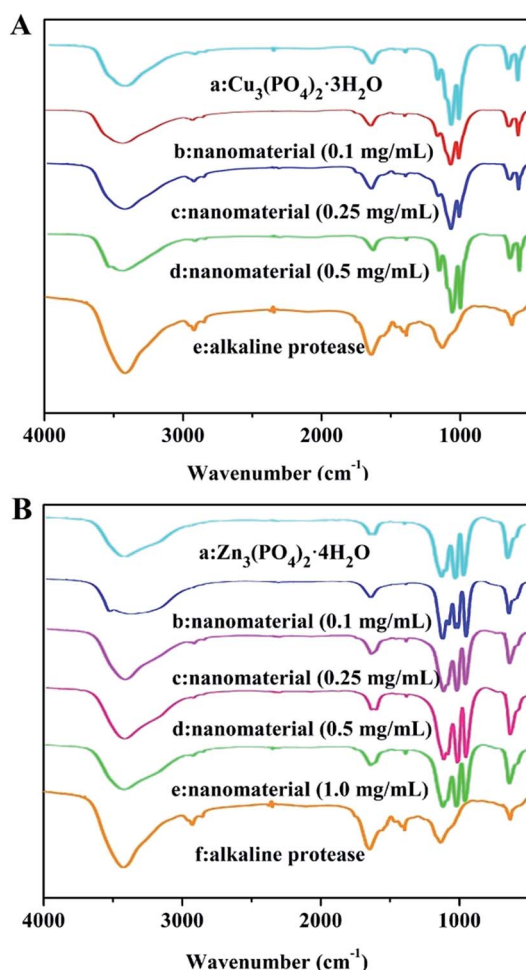 A
a:Cu3(PO4)2·3H2O
b:nanomaterial (0.1 mg/mL)
c:nanomaterial (0.25 mg/mL)
d:nanomaterial (0.5 mg/mL)
e:alkaline protease
4000 3000 2000 1000
Wavenumber (cm-1)
B
a:Zn3(PO4)2·4H2O
b:nanomaterial (0.1 mg/mL)
c:nanomaterial (0.25 mg/mL)
d:nanomaterial (0.5 mg/mL)
e:nanomaterial (1.0 mg/mL)
f:alkaline protease
4000 3000 2000 1000
Wavenumber (cm-1)